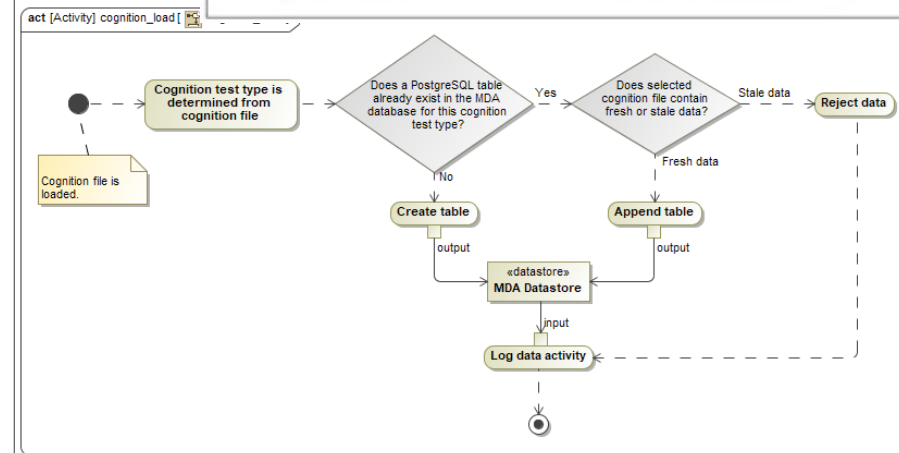 act [Activity] cognition_load [
Cognition test type is
determined from
cognition file
Does a PostgreSQL table
already exist in the MDA
database for this cognition
test type?
Yes
Does selected
cognition file contain
fresh or stale data?
Stale data
Reject data
Cognition file is
loaded.
No
Fresh data
Create table
Append table
output
output
«datastore»
MDA Datastore
input
Log data activity